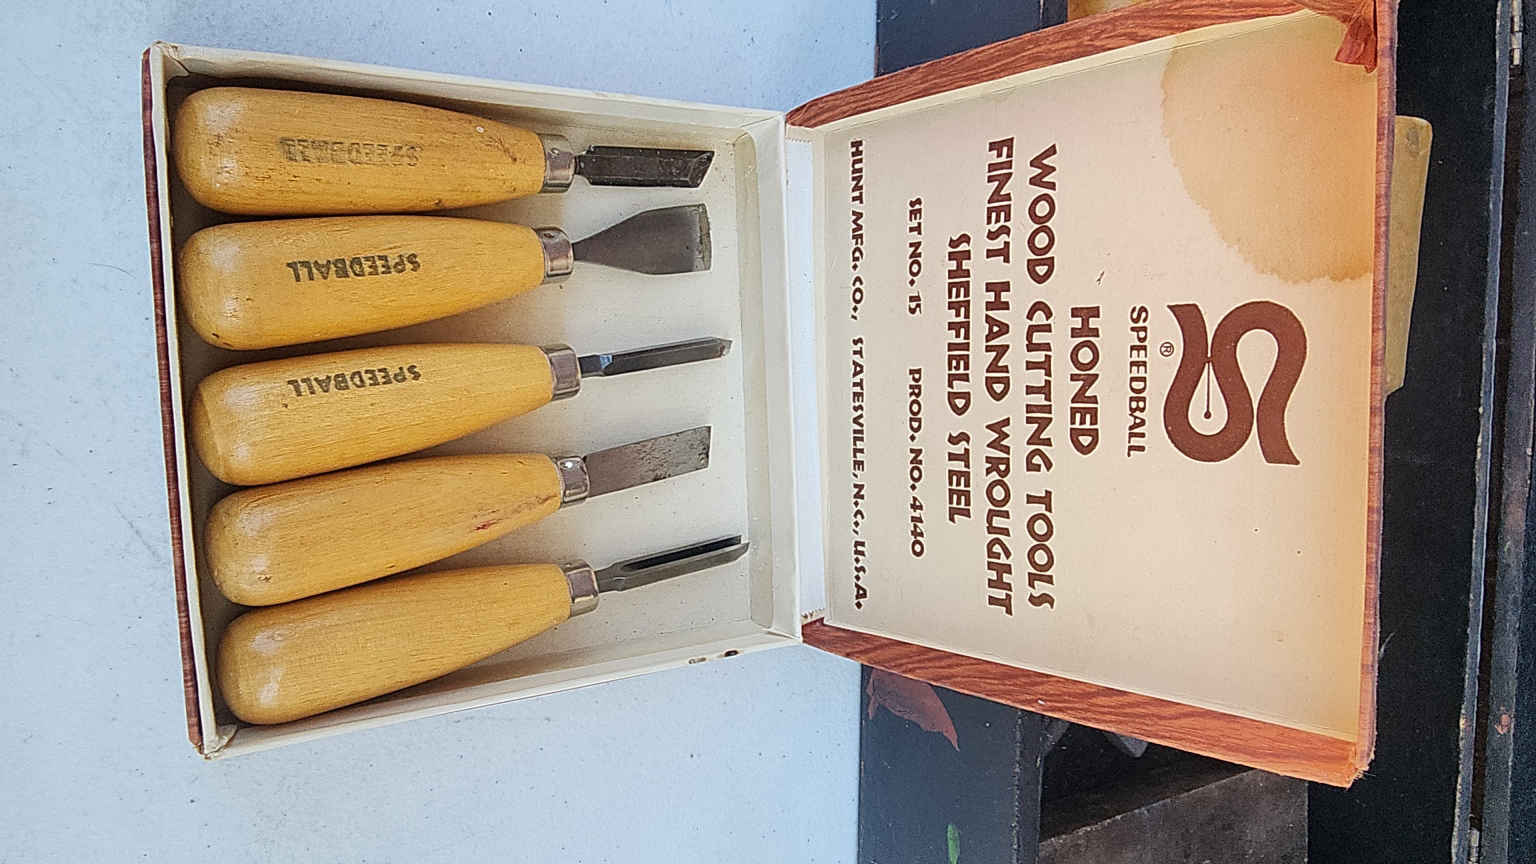 SPEEDBALL
®
HONED
WOOD CUTTING TOOLS
FINEST HAND WROUGHT
SHEFFIELD STEEL
SET NO. 15 PROD. NO. 4140
HUNT MFG. CO., STATESVILLE, N.C., U.S.A.
SPEEDBALL
SPEEDBALL
SPEEDBALL